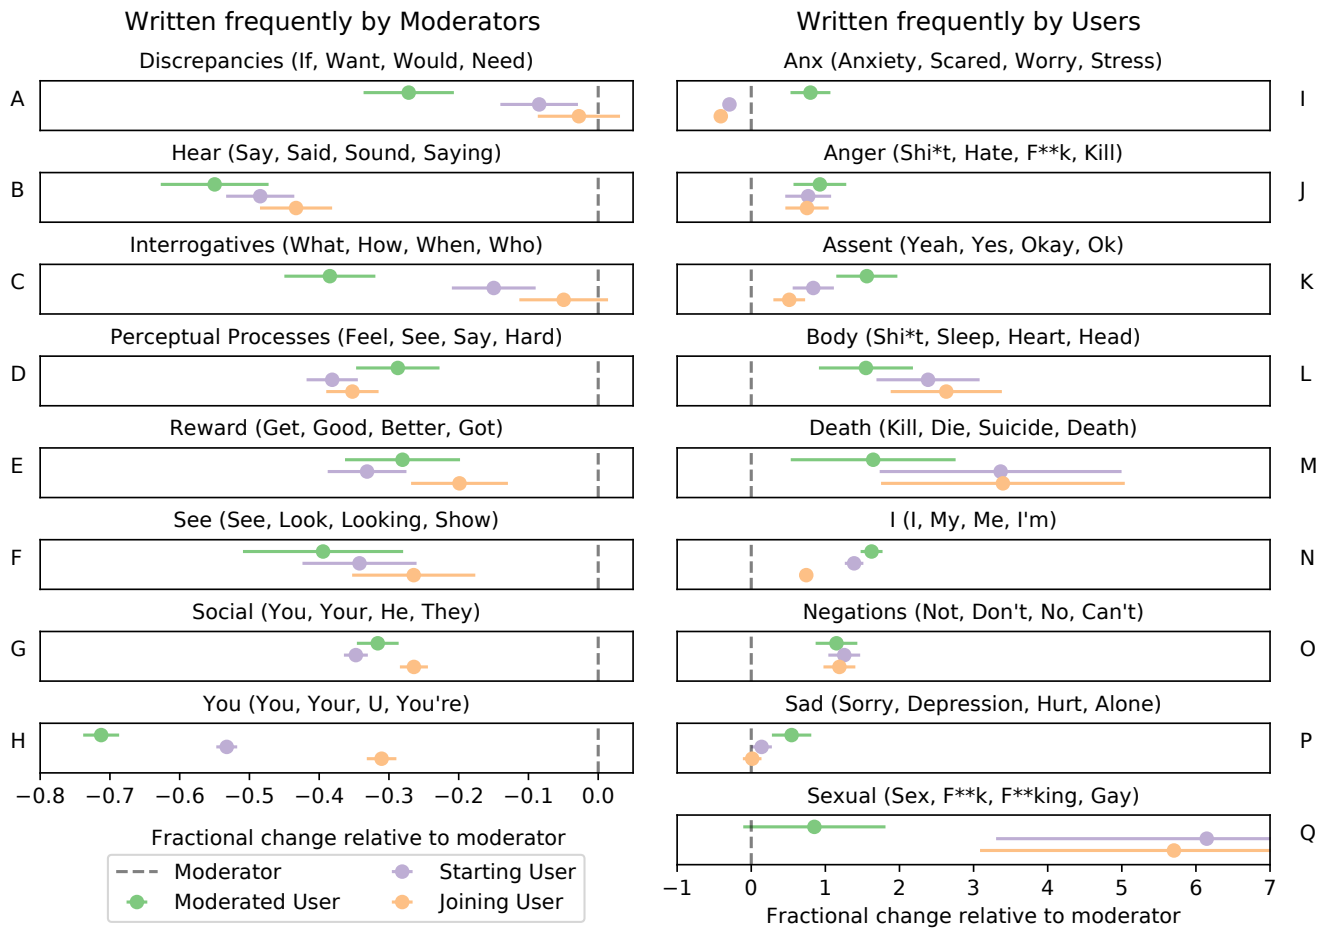 Written frequently by Moderators
Discrepancies (If, Want, Would, Need)
A
Hear (Say, Said, Sound, Saying)
B
Interrogatives (What, How, When, Who)
C
Perceptual Processes (Feel, See, Say, Hard)
D
Reward (Get, Good, Better, Got)
E
See (See, Look, Looking, Show)
F
Social (You, Your, He, They)
G
You (You, Your, U, You're)
H
−0.8 −0.7 −0.6 −0.5 −0.4 −0.3 −0.2 −0.1 0.0
Fractional change relative to moderator
Moderator
Moderated User
Starting User
Joining User
Written frequently by Users
Anx (Anxiety, Scared, Worry, Stress)
I
Anger (Shi*t, Hate, F**k, Kill)
J
Assent (Yeah, Yes, Okay, Ok)
K
Body (Shi*t, Sleep, Heart, Head)
L
Death (Kill, Die, Suicide, Death)
M
I (I, My, Me, I'm)
N
Negations (Not, Don't, No, Can't)
O
Sad (Sorry, Depression, Hurt, Alone)
P
Sexual (Sex, F**k, F**king, Gay)
Q
−1 0 1 2 3 4 5 6 7
Fractional change relative to moderator